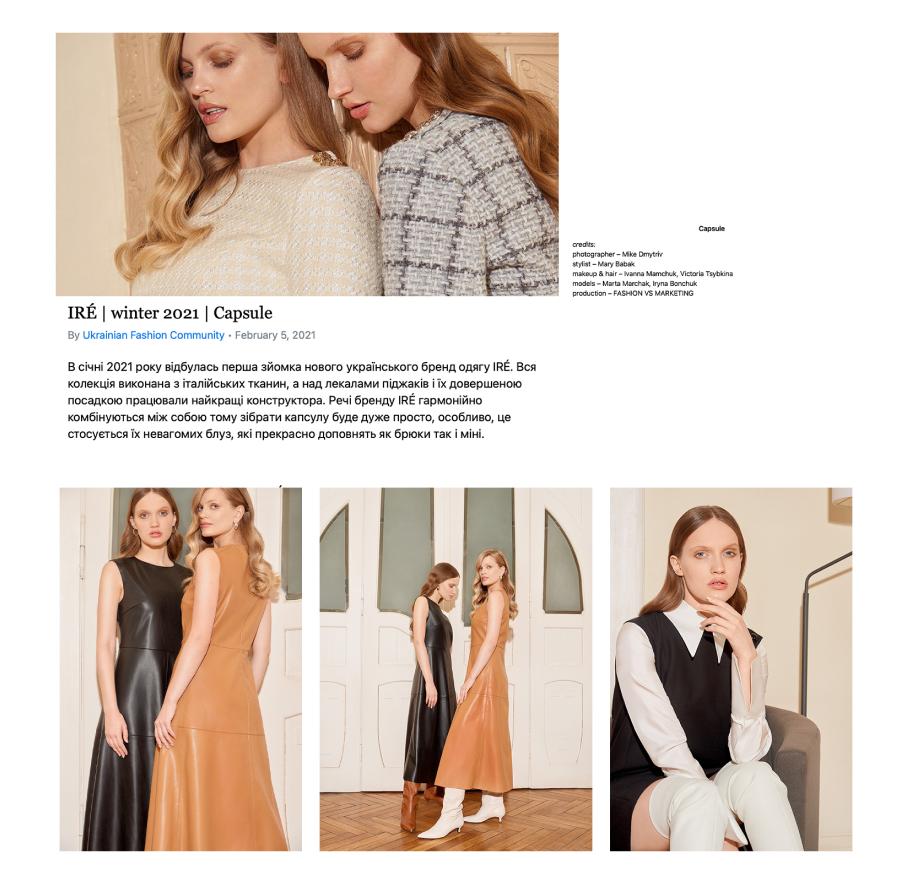 Capsule
credits:
photographer – Mike Dmytriv
stylist – Mary Babak
makeup & hair – Ivanna Mamchuk, Victoria Tsybkina
models – Marta Marchak, Iryna Bonchuk
production – FASHION VS MARKETING
IRÉ | winter 2021 | Capsule
By Ukrainian Fashion Community • February 5, 2021
В січні 2021 року відбулась перша зйомка нового українського бренд одягу IRÉ. Вся
колекція виконана з італійських тканин, а над лекалами піджаків і їх довершеною
посадкою працювали найкращі конструктора. Речі бренду IRÉ гармонійно
комбінуються між собою тому зібрати капсулу буде дуже просто, особливо, це
стосується їх невагомих блуз, які прекрасно доповнять як брюки так і міні.